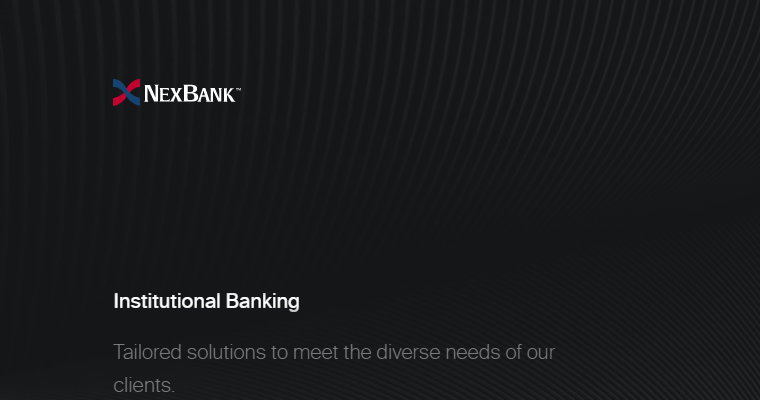 NEXBANK™
Institutional Banking
Tailored solutions to meet the diverse needs of our
clients.